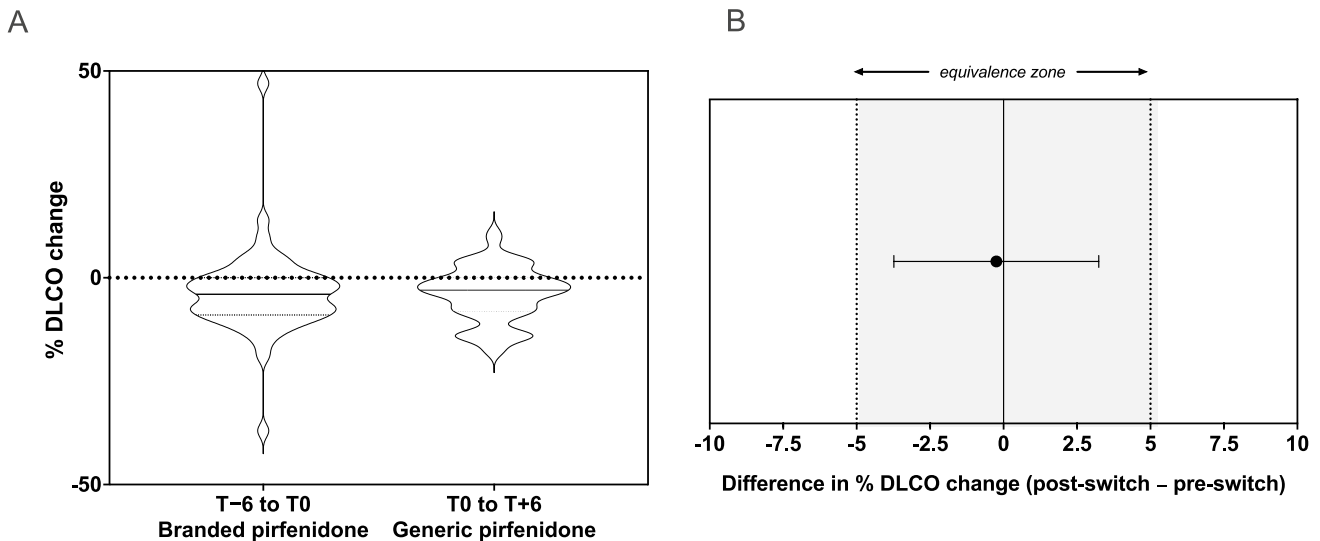 A
B
50
0
-50
% DLCO change
T−6 to T0
Branded pirfenidone
T0 to T+6
Generic pirfenidone
equivalence zone
-10 -7.5 -5 -2.5 0 2.5 5 7.5 10
Difference in % DLCO change (post-switch – pre-switch)